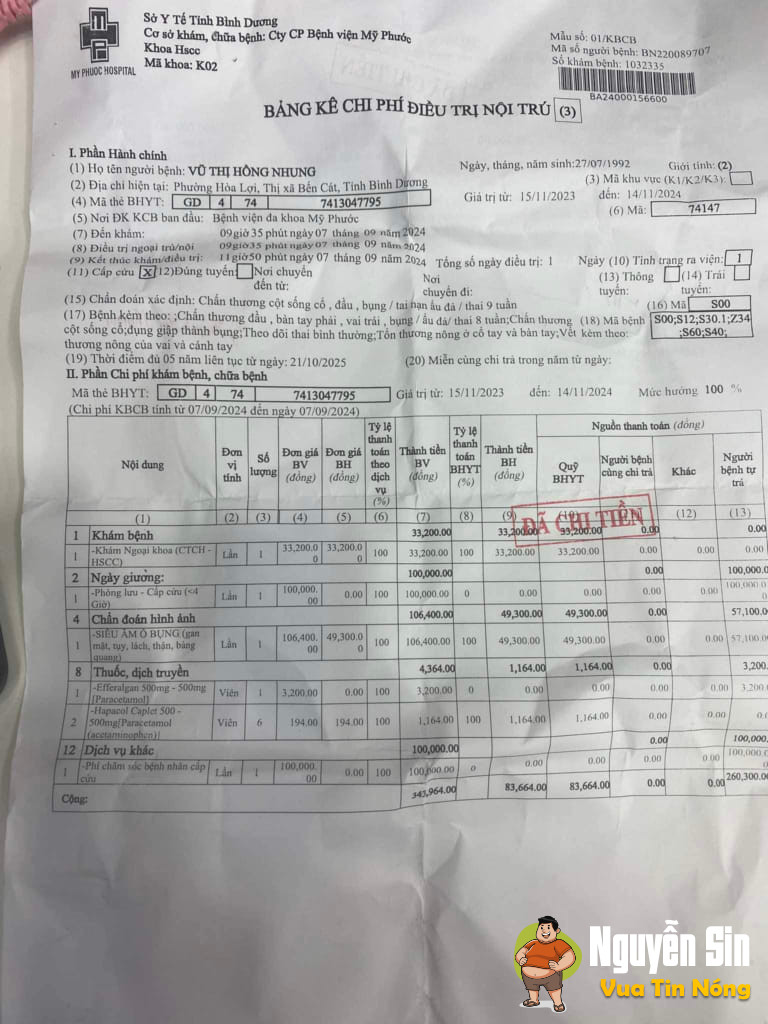 MY PHUOC HOSPITAL
Sở Y Tế Tỉnh Bình Dương
Cơ sở khám, chữa bệnh: Cty CP Bệnh viện Mỹ Phước
Khoa Hscc
Mã khoa: K02
Mẫu số: 01/KBCB
Mã số người bệnh: BN220089707
Số khám bệnh: 1032335
BA24000156600
BẢNG KÊ CHI PHÍ ĐIỀU TRỊ NỘI TRÚ (3)
I. Phần Hành chính
(1) Họ tên người bệnh: VŨ THỊ HỒNG NHUNG Ngày, tháng, năm sinh:27/07/1992 Giới tính: (2)
(2) Địa chỉ hiện tại: Phường Hòa Lợi, Thị xã Bến Cát, Tỉnh Bình Dương (3) Mã khu vực (K1/K2/K3):
(4) Mã thẻ BHYT: GD 4 74 7413047795 Giá trị từ: 15/11/2023 đến: 14/11/2024
(5) Nơi ĐK KCB ban đầu: Bệnh viện đa khoa Mỹ Phước (6) Mã: 74147
(7) Đến khám: 09giờ35 phút ngày 07 tháng 09 năm 2024
(8) Điều trị ngoại trú/nội 09giờ35 phút ngày 07 tháng 09 năm 2024
(9) Kết thúc khám/điều trị: 11giờ50 phút ngày 07 tháng 09 năm 2024 Tổng số ngày điều trị: 1 Ngày (10) Tình trạng ra viện: 1
(11) Cấp cứu X (12)Đúng tuyến: Nơi chuyển đến từ: Nơi chuyển đi: (13) Thông tuyến: (14) Trái tuyến:
(15) Chẩn đoán xác định: Chấn thương cột sống cổ , đầu , bụng / tai nạn ấu đả / thai 9 tuần (16) Mã S00
(17) Bệnh kèm theo: ;Chấn thương đầu , bàn tay phải , vai trái , bụng / ấu đả/ thai 8 tuần;Chấn thương (18) Mã bệnh S00;S12;S30.1;Z34
cột sống cổ;đụng giập thành bụng;Theo dõi thai bình thường;Tổn thương nông ở cổ tay và bàn tay;Vết kèm theo: ;S60;S40;
thương nông của vai và cánh tay
(19) Thời điểm đủ 05 năm liên tục từ ngày: 21/10/2025 (20) Miễn cùng chi trả trong năm từ ngày:
II. Phần Chi phí khám bệnh, chữa bệnh
Mã thẻ BHYT: GD 4 74 7413047795 Giá trị từ: 15/11/2023 đến: 14/11/2024 Mức hưởng 100 %
(Chi phí KBCB tính từ 07/09/2024 đến ngày 07/09/2024)
Nội dung Đơn vị tính Số lượng Đơn giá BV (đồng) Đơn giá BH (đồng) Tỷ lệ thanh toán theo dịch vụ (%) Thành tiền BV (đồng) Tỷ lệ thanh toán BHYT (%) Thành tiền BH (đồng) Nguồn thanh toán (đồng)
Quỹ BHYT Người bệnh cùng chi trả Khác Người bệnh tự trả
(1) (2) (3) (4) (5) (6) (7) (8) (9) (10) (12) (13)
ĐÃ CHI TIỀN
1 Khám bệnh 33,200.00 33,200.00 33,200.00 0.00 0.00
1 -Khám Ngoại khoa (CTCH - HSCC) Lần 1 33,200.00 33,200.00 100 33,200.00 100 33,200.00 33,200.00 0.00 0.00 0.00
2 Ngày giường: 100,000.00 0.00 100,000.0
1 -Phòng lưu - Cấp cứu (<4 Giờ) Lần 1 100,000.00 0.00 100 100,000.00 0 0.00 0.00 0.00 0.00 100,000.0
4 Chẩn đoán hình ảnh 106,400.00 49,300.00 49,300.00 0.00 57,100.0
1 -SIÊU ÂM Ổ BỤNG (gan mật, tụy, lách, thận, bàng quang) Lần 1 106,400.00 49,300.00 100 106,400.00 100 49,300.00 49,300.00 0.00 0.00 57,100.0
8 Thuốc, dịch truyền 4,364.00 1,164.00 1,164.00 0.00 3,200.
1 -Efferalgan 500mg - 500mg [Paracetamol] Viên 1 3,200.00 0.00 100 3,200.00 0 0.00 0.00 0.00 0.00 3,200.0
2 -Hapacol Caplet 500 - 500mg[Paracetamol (acetaminophen)] Viên 6 194.00 194.00 100 1,164.00 100 1,164.00 1,164.00 0.00 0.00 0.0
12 Dịch vụ khác 100,000.00 0.00 100,000.
1 -Phí chăm sóc bệnh nhân cấp cứu Lần 1 100,000.00 0.00 100 100,000.00 0 0.00 0.00 0.00 0.00 100,000.
Cộng: 343,964.00 83,664.00 83,664.00 0.00 0.00 260,300.0
Nguyễn Sin
Vua Tin Nóng